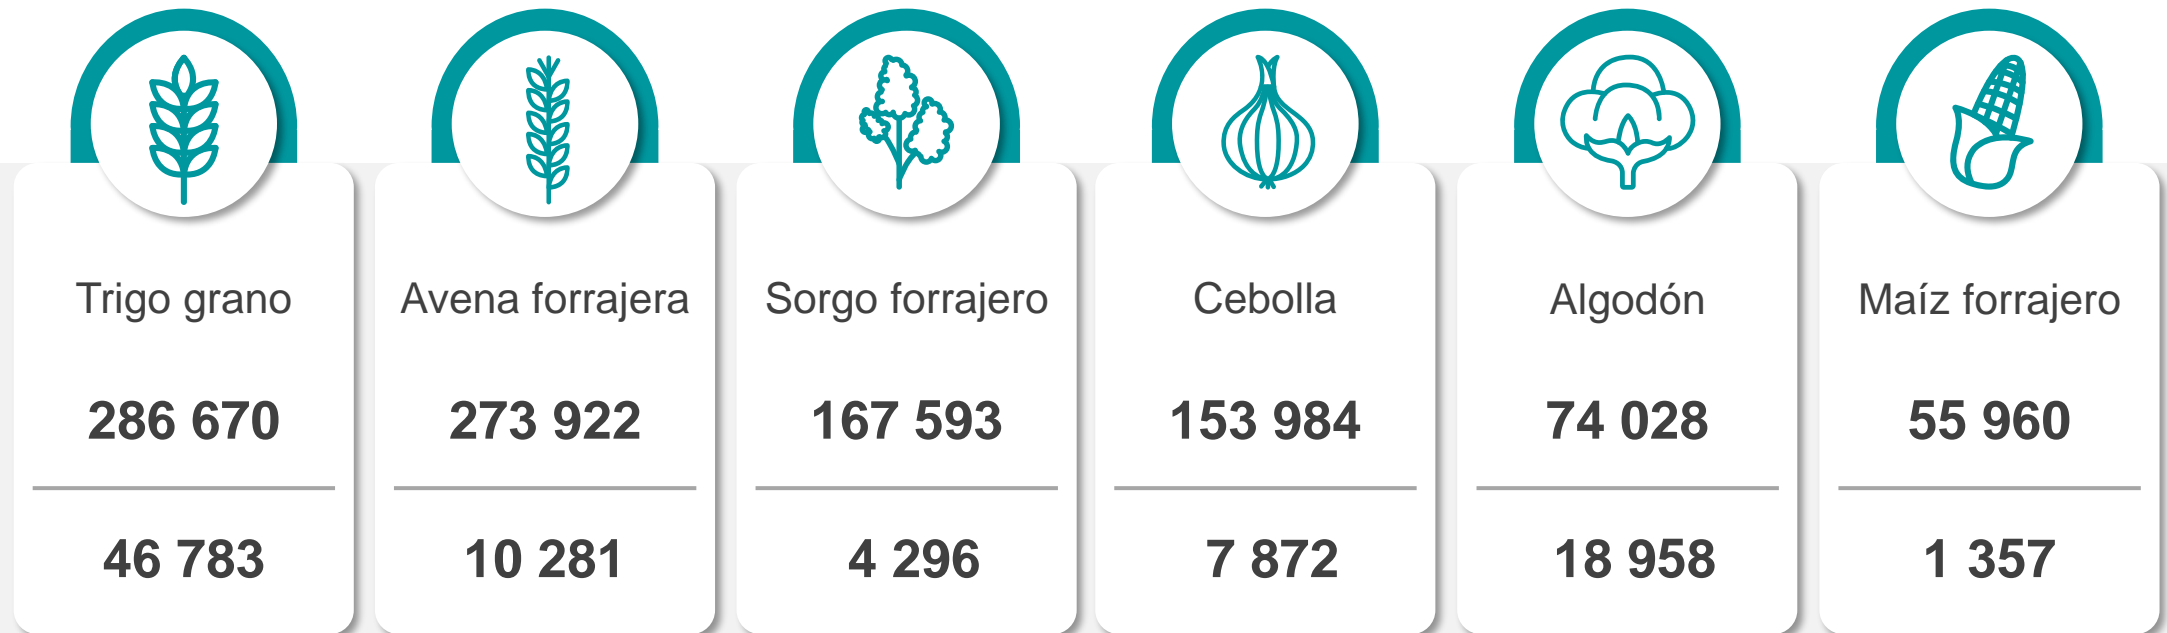 Trigo grano
286 670
46 783
Avena forrajera
273 922
10 281
Sorgo forrajero
167 593
4 296
Cebolla
153 984
7 872
Algodón
74 028
18 958
Maíz forrajero
55 960
1 357